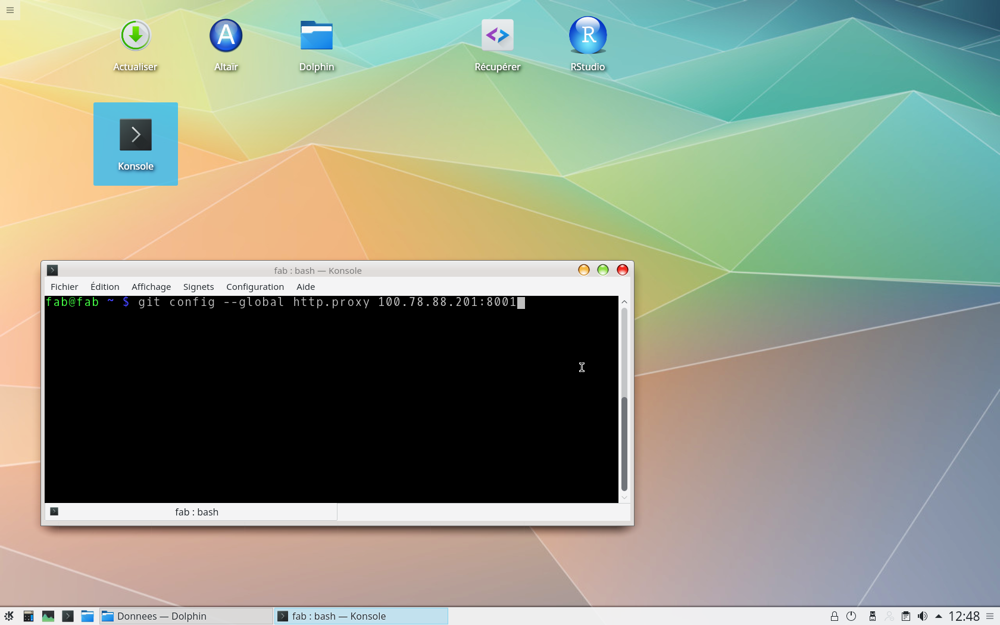 Actualiser
Altaïr
Dolphin
Récupérer
RStudio
Konsole
fab : bash — Konsole
Fichier Édition Affichage Signets Configuration Aide
fab@fab ~ $ git config --global http.proxy 100.78.88.201:8001
fab : bash
Donnees — Dolphin
fab : bash — Konsole
12:48